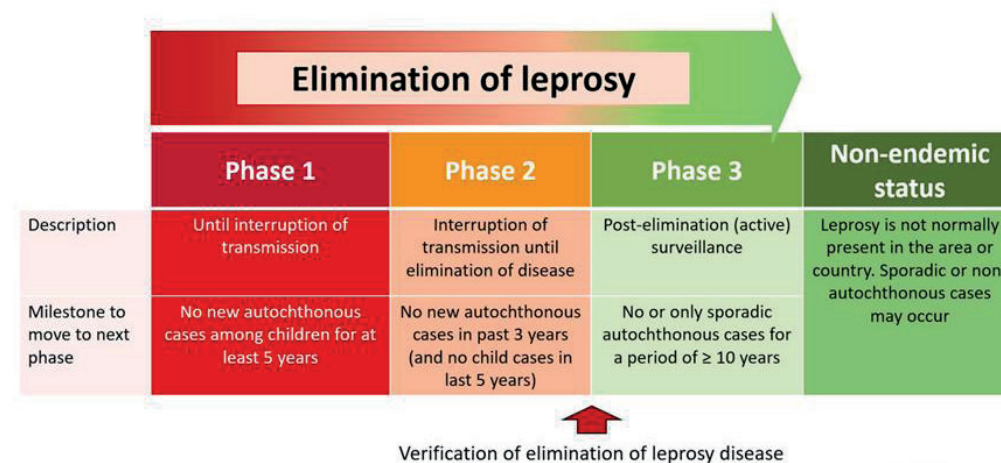 Elimination of leprosy
Phase 1
Phase 2
Phase 3
Non-endemic
status
Description
Until interruption of
transmission
Interruption of
transmission until
elimination of disease
Post-elimination (active)
surveillance
Leprosy is not normally
present in the area or
country. Sporadic or non
autochthonous cases
may occur
Milestone to
move to next
phase
No new autochthonous
cases among children for at
least 5 years
No new autochthonous
cases in past 3 years
(and no child cases in
last 5 years)
No or only sporadic
autochthonous cases for
a period of ≥ 10 years
Verification of elimination of leprosy disease